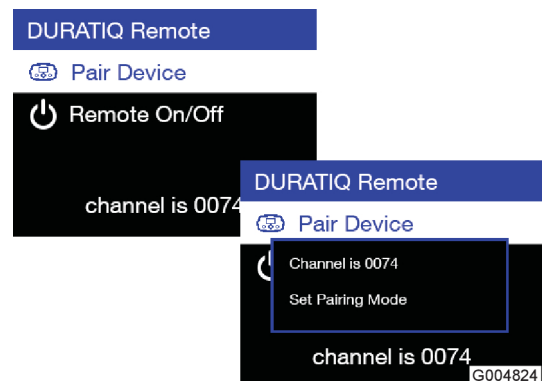 DURATIQ Remote
Pair Device
Remote On/Off
channel is 0074
DURATIQ Remote
Pair Device
Channel is 0074
Set Pairing Mode
channel is 0074
G004824